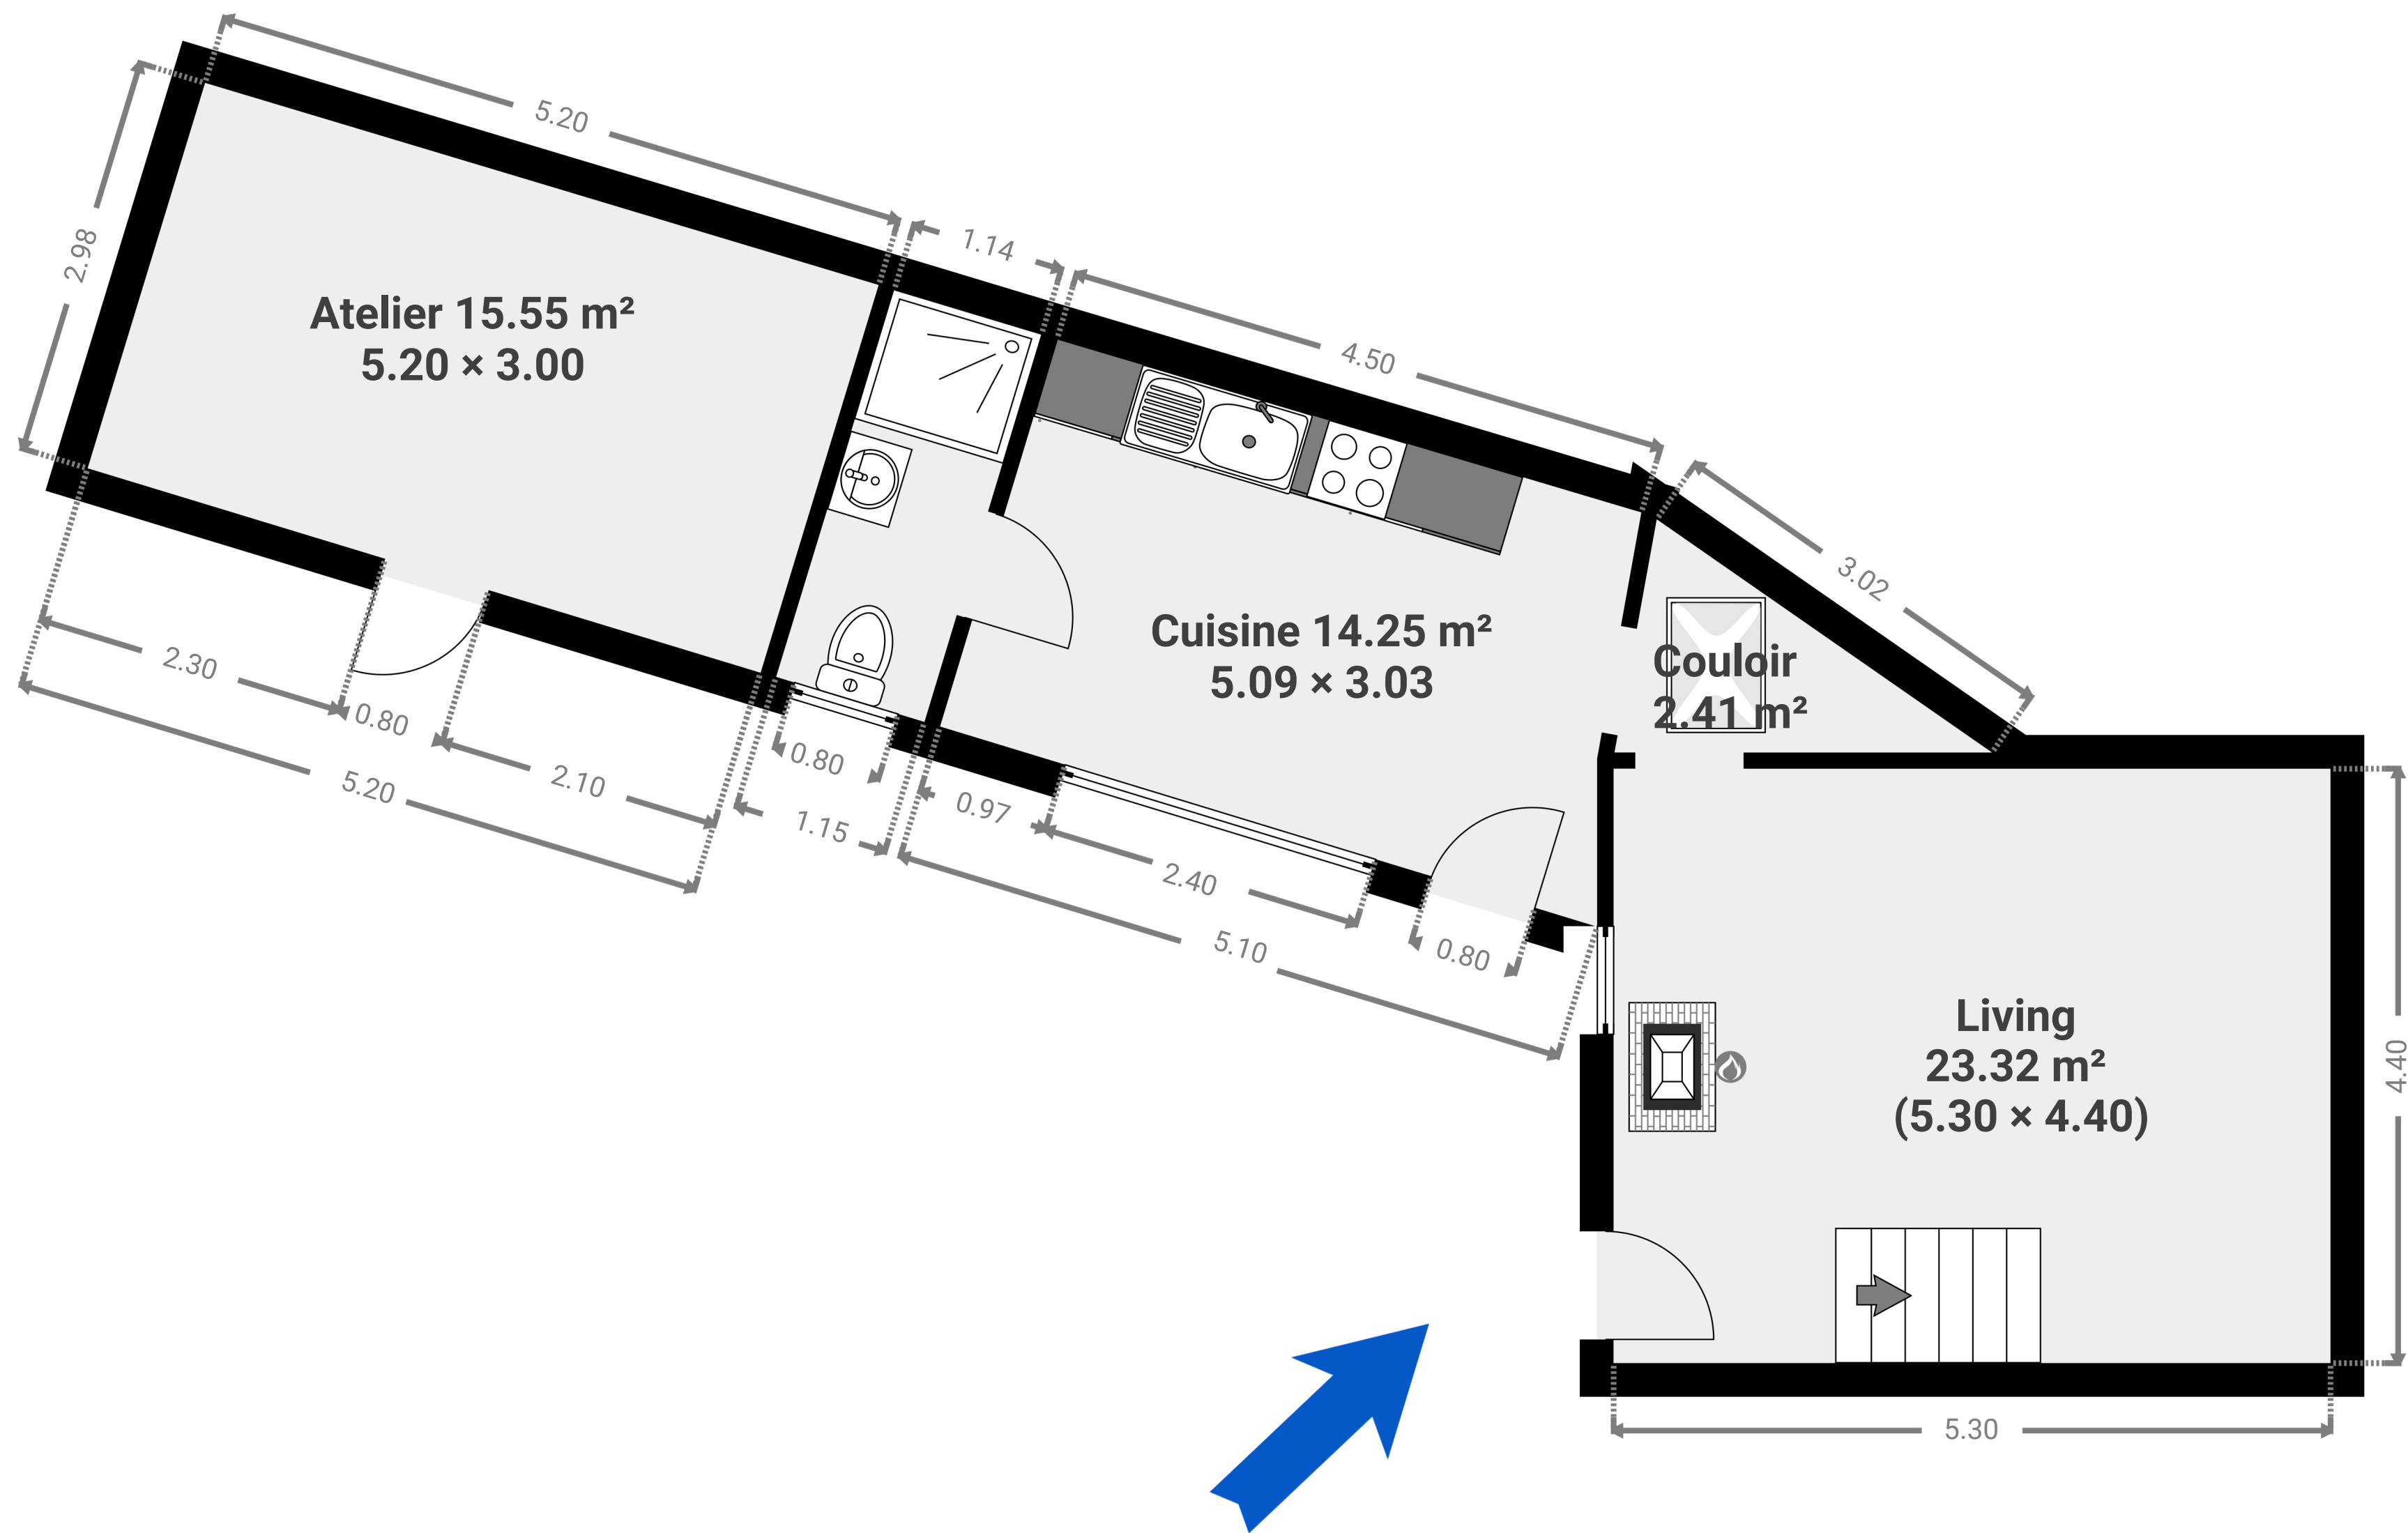 5.20
1.14
2.98
Atelier 15.55 m²
5.20 × 3.00
4.50
3.02
Cuisine 14.25 m²
5.09 × 3.03
Couloir
2.41 m²
2.30
0.80
2.10
5.20
0.80
1.15
0.97
2.40
5.10
0.80
Living
23.32 m²
(5.30 × 4.40)
4.40
5.30